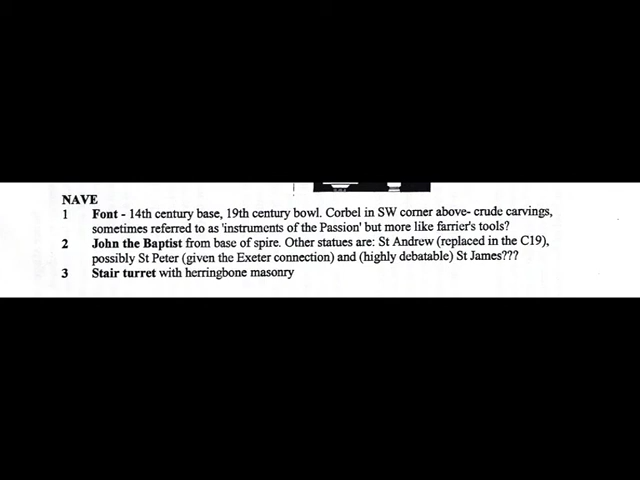 NAVE
1 Font - 14th century base, 19th century bowl. Corbel in SW corner above- crude carvings,
sometimes referred to as 'instruments of the Passion' but more like farrier's tools?
2 John the Baptist from base of spire. Other statues are: St Andrew (replaced in the C19),
possibly St Peter (given the Exeter connection) and (highly debatable) St James???
3 Stair turret with herringbone masonry